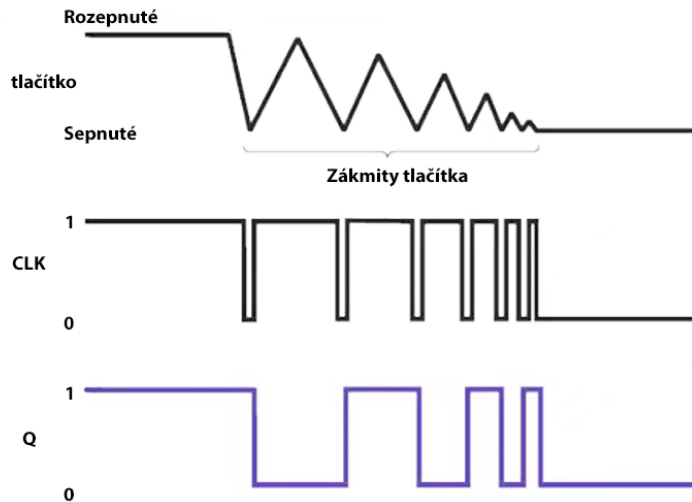 Rozepnuté
tlačítko
Sepnuté
Zákmity tlačítka
1
CLK
0
1
Q
0